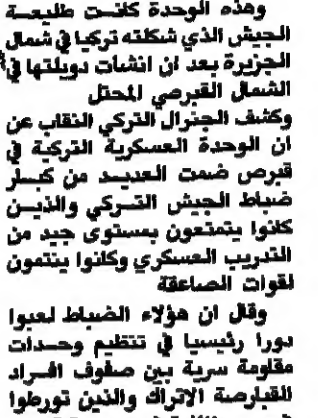 وهذه الوحدة كانت طليعة
الجيش الذي شكلته تركيا في شمال
الجزيرة بعد ان انشات دويلتها في
الشمال القبرصي المحتل
وكشف الجنرال التركي النقاب عن
ان الوحدة العسكرية التركية في
قبرص ضمت العديد من كبار
ضباط الجيش التركي والذين
كانوا يتمتعون بمستوى جيد من
التدريب العسكري وكانوا ينتمون
لقوات الصاعقة
وقال ان هؤلاء الضباط لعبوا
دورا رئيسيا في تنظيم وحدات
مقاومة سرية بين صفوف افراد
القبارصة الاتراك والذين تورطوا